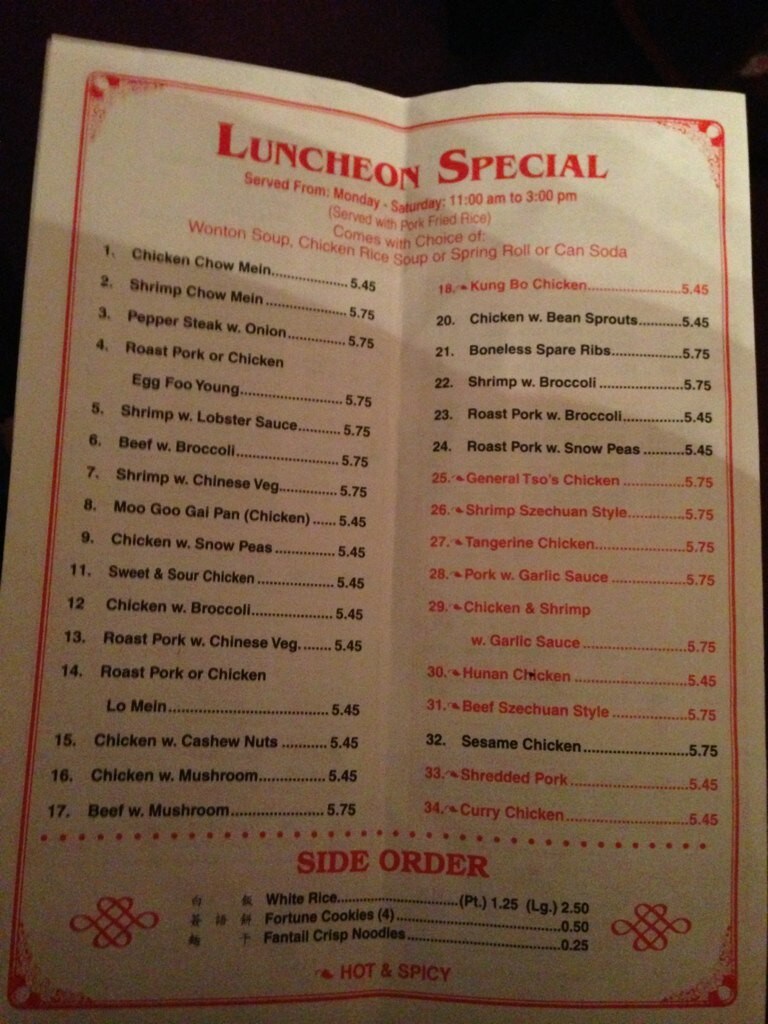 LUNCHEON SPECIAL
Served From: Monday - Saturday; 11:00 am to 3:00 pm
(Served with Pork Fried Rice)
Comes with Choice of:
Wonton Soup, Chicken Rice Soup or Spring Roll or Can Soda
1. Chicken Chow Mein.................. 5.45
2. Shrimp Chow Mein .................... 5.75
3. Pepper Steak w. Onion............... 5.75
4. Roast Pork or Chicken
Egg Foo Young......................... 5.75
5. Shrimp w. Lobster Sauce.......... 5.75
6. Beef w. Broccoli......................... 5.75
7. Shrimp w. Chinese Veg.............. 5.75
8. Moo Goo Gai Pan (Chicken) ...... 5.45
9. Chicken w. Snow Peas ............... 5.45
11. Sweet & Sour Chicken ................... 5.45
12 Chicken w. Broccoli.................... 5.45
13. Roast Pork w. Chinese Veg. ....... 5.45
14. Roast Pork or Chicken
Lo Mein...................................... 5.45
15. Chicken w. Cashew Nuts ........... 5.45
16. Chicken w. Mushroom................ 5.45
17. Beef w. Mushroom...................... 5.75
18. Kung Bo Chicken......................5.45
20. Chicken w. Bean Sprouts..........5.45
21. Boneless Spare Ribs.................5.75
22. Shrimp w. Broccoli ....................5.75
23. Roast Pork w. Broccoli...............5.45
24. Roast Pork w. Snow Peas ..........5.45
25. General Tso's Chicken ...............5.75
26. Shrimp Szechuan Style..............5.75
27. Tangerine Chicken......................5.75
28. Pork w. Garlic Sauce ..................5.75
29. Chicken & Shrimp
w. Garlic Sauce .........................5.75
30. Hunan Chicken ...........................5.45
31. Beef Szechuan Style ..................5.75
32. Sesame Chicken.........................5.75
33. Shredded Pork ............................5.45
34. Curry Chicken..............................5.45
SIDE ORDER
白 飯 White Rice............................(Pt.) 1.25 (Lg.) 2.50
簽 語 餅 Fortune Cookies (4) .....................................0.50
麵 干 Fantail Crisp Noodles....................................0.25
HOT & SPICY